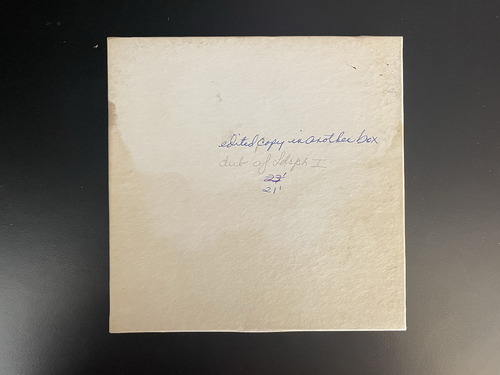 edited copy in another box
dub of I
23'
21'